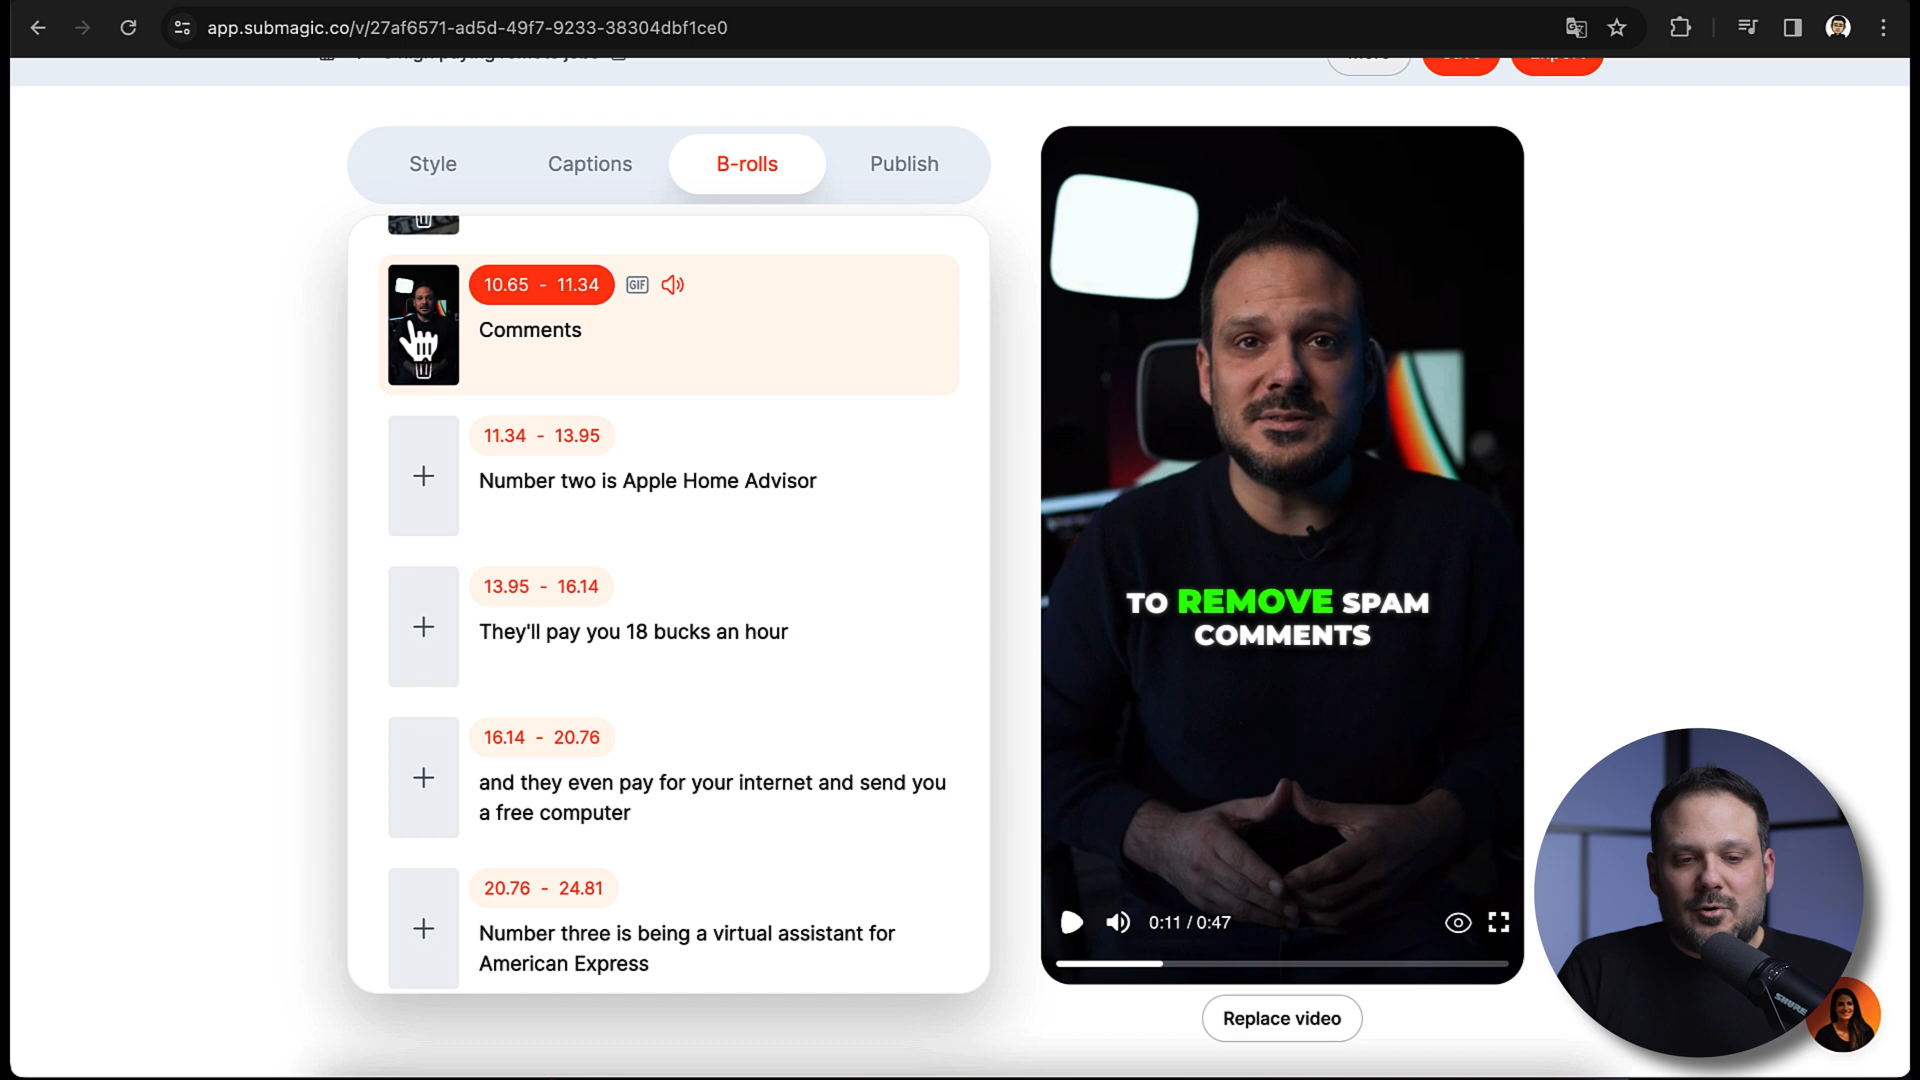 app.submagic.co/v/27af6571-ad5d-49f7-9233-38304dbf1ce0
Style
Captions
B-rolls
Publish
10.65 - 11.34
GIF
Comments
11.34 - 13.95
Number two is Apple Home Advisor
13.95 - 16.14
They'll pay you 18 bucks an hour
16.14 - 20.76
and they even pay for your internet and send you
a free computer
20.76 - 24.81
Number three is being a virtual assistant for
American Express
TO REMOVE SPAM
COMMENTS
0:11 / 0:47
Replace video
SHURE